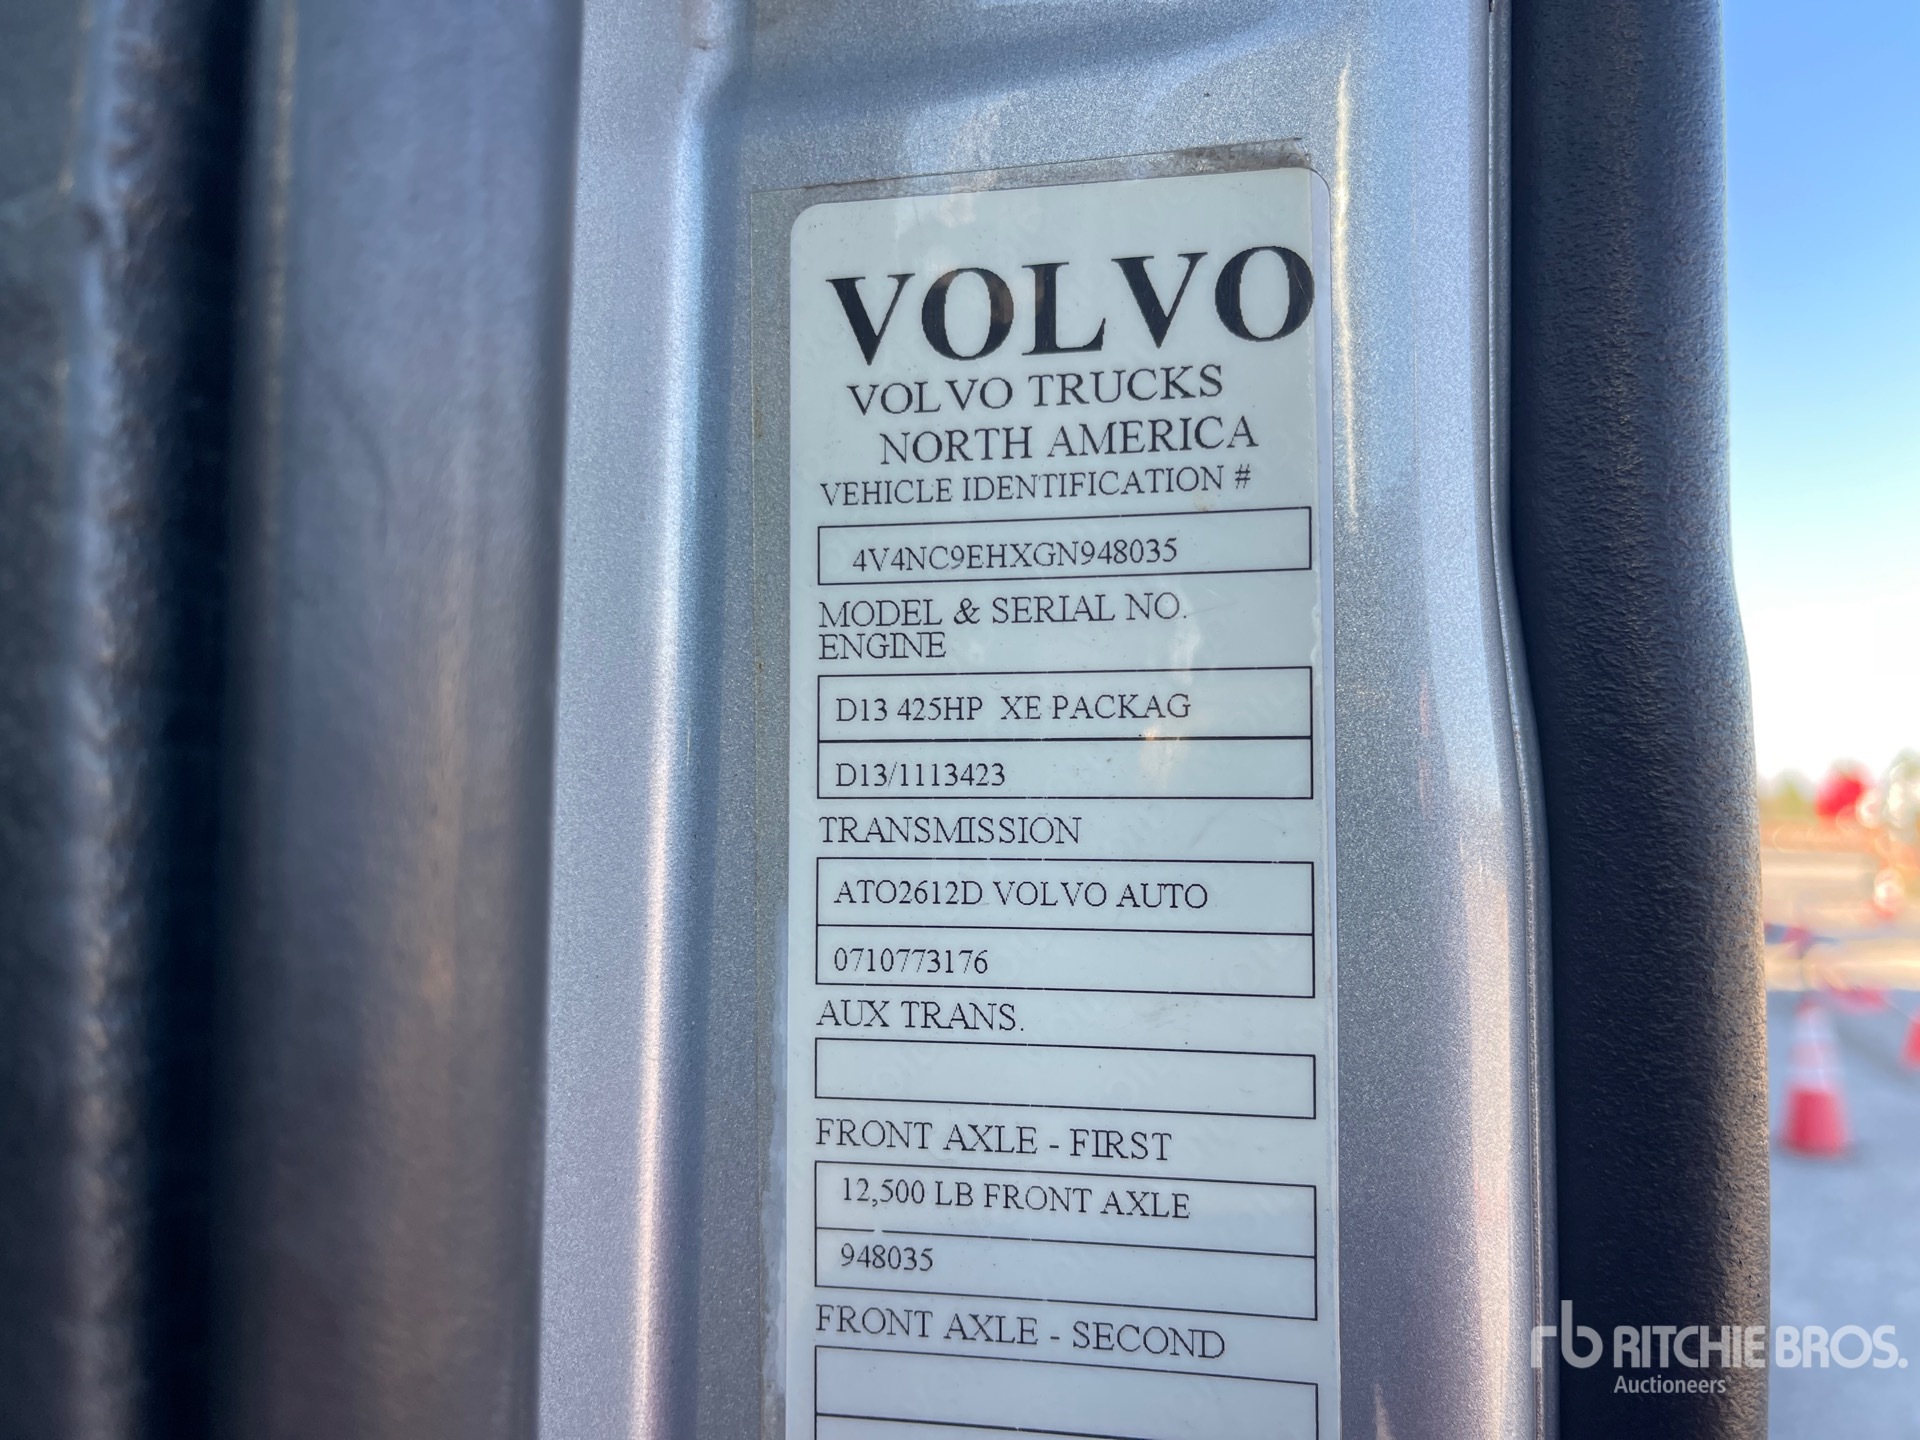 VOLVO
VOLVO TRUCKS
NORTH AMERICA
VEHICLE IDENTIFICATION #
4V4NC9EHXGN948035
MODEL & SERIAL NO.
ENGINE
D13 425HP XE PACKAG
D13/1113423
TRANSMISSION
ATO2612D VOLVO AUTO
0710773176
AUX TRANS.
FRONT AXLE - FIRST
12,500 LB FRONT AXLE
948035
FRONT AXLE - SECOND
rb RITCHIE BROS.
Auctioneers